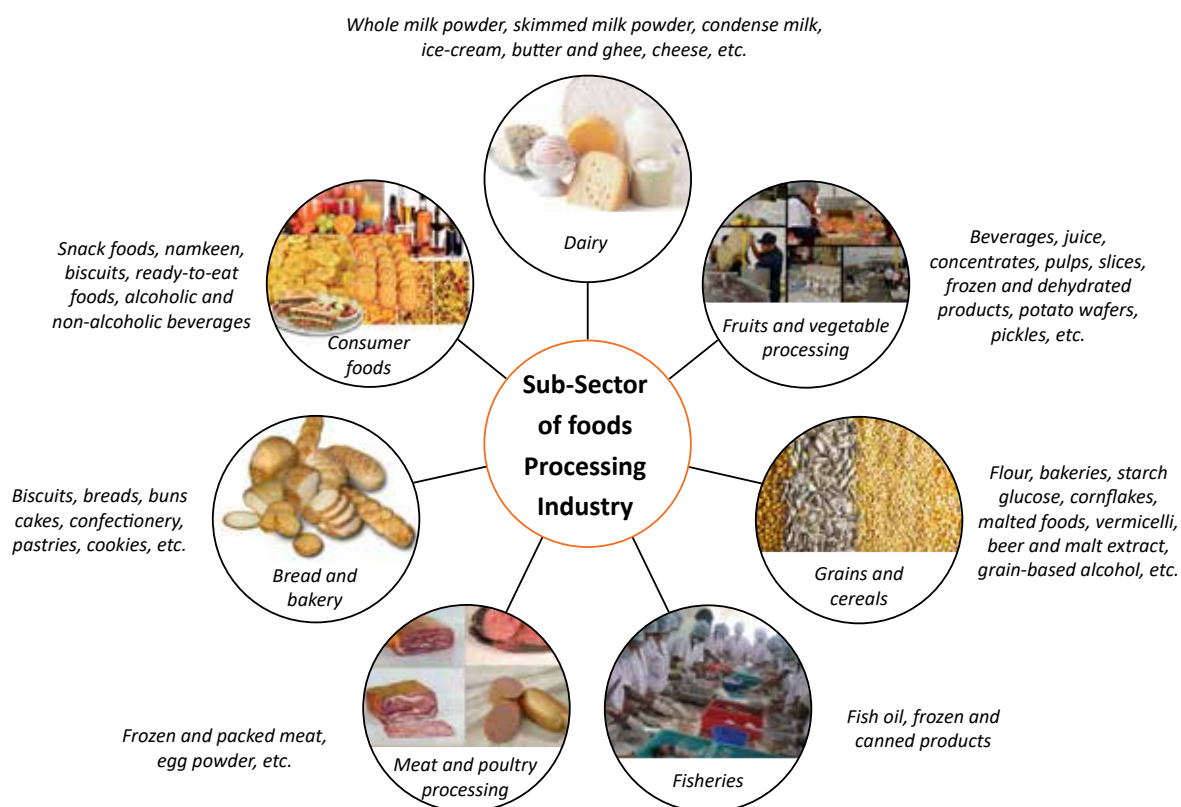 Whole milk powder, skimmed milk powder, condense milk,
ice-cream, butter and ghee, cheese, etc.
Dairy
Snack foods, namkeen,
biscuits, ready-to-eat
foods, alcoholic and
non-alcoholic beverages
Consumer
foods
Fruits and vegetable
processing
Beverages, juice,
concentrates, pulps, slices,
frozen and dehydrated
products, potato wafers,
pickles, etc.
Sub-Sector
of foods
Processing
Industry
Biscuits, breads, buns
cakes, confectionery,
pastries, cookies, etc.
Bread and
bakery
Grains and
cereals
Flour, bakeries, starch
glucose, cornflakes,
malted foods, vermicelli,
beer and malt extract,
grain-based alcohol, etc.
Frozen and packed meat,
egg powder, etc.
Meat and poultry
processing
Fisheries
Fish oil, frozen and
canned products